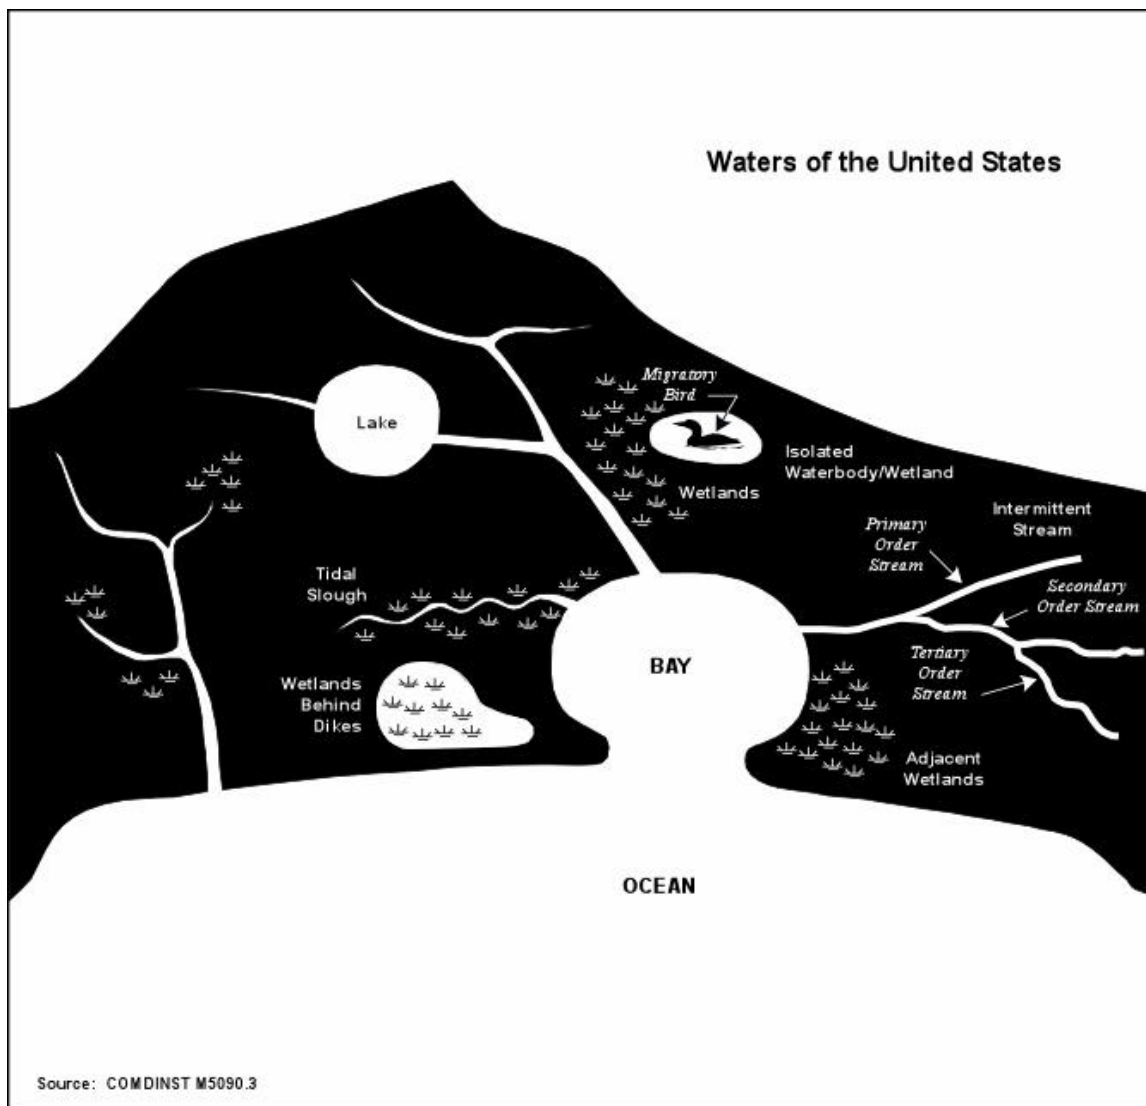 Waters of the United States
Migratory
Bird
Lake
Isolated
Waterbody/Wetland
Wetlands
Intermittent
Stream
Primary
Order
Stream
Tidal
Slough
Secondary
Order Stream
BAY
Tertiary
Order
Stream
Wetlands
Behind
Dikes
Adjacent
Wetlands
OCEAN
Source: COMDINST M5090.3